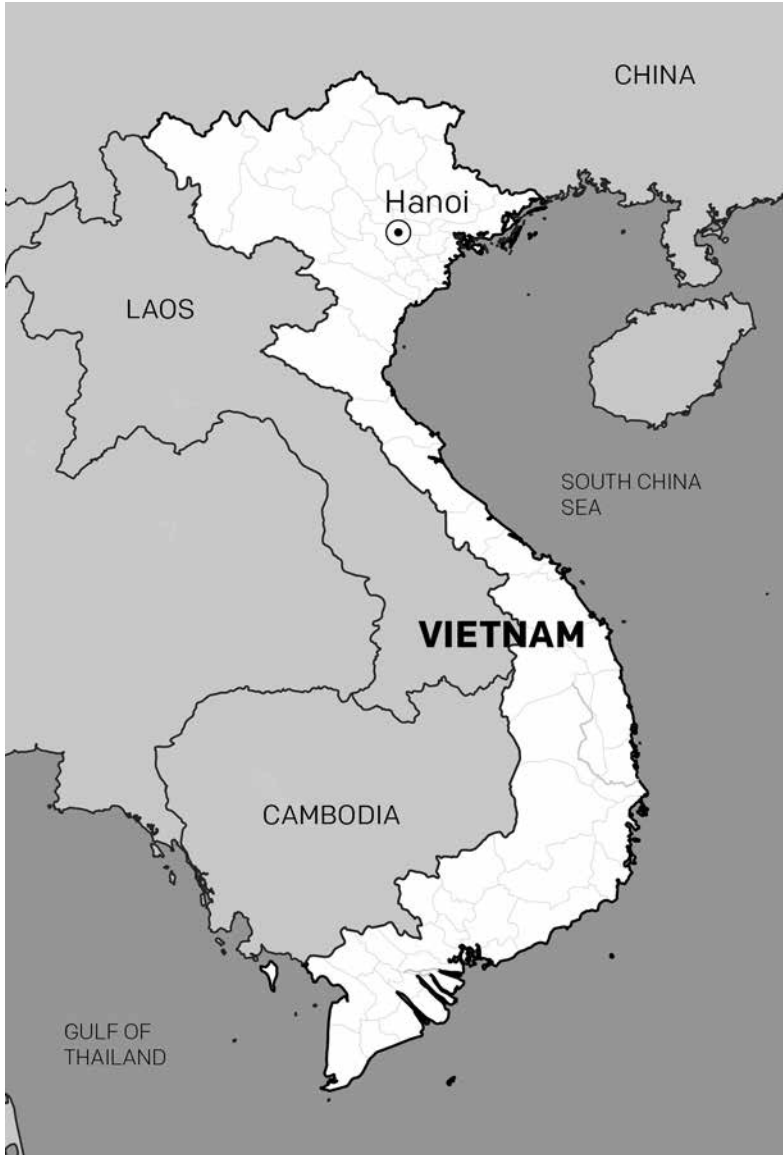 CHINA
Hanoi
LAOS
SOUTH CHINA
SEA
VIETNAM
CAMBODIA
GULF OF
THAILAND